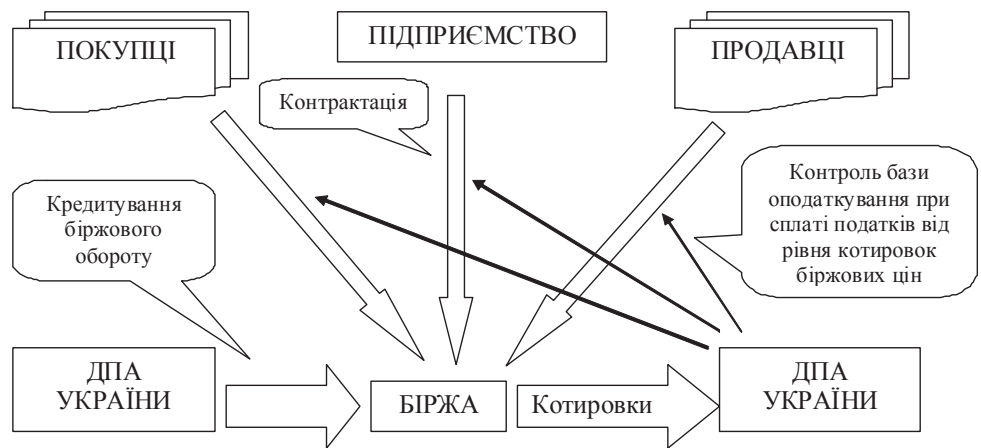 ПОКУПЦІ
ПІДПРИЄМСТВО
ПРОДАВЦІ
Контрактація
Кредитування
біржового
обороту
Контроль бази
оподаткування при
сплаті податків від
рівня котировок
біржових цін
ДПА
УКРАЇНИ
БІРЖА
Котировки
ДПА
УКРАЇНИ